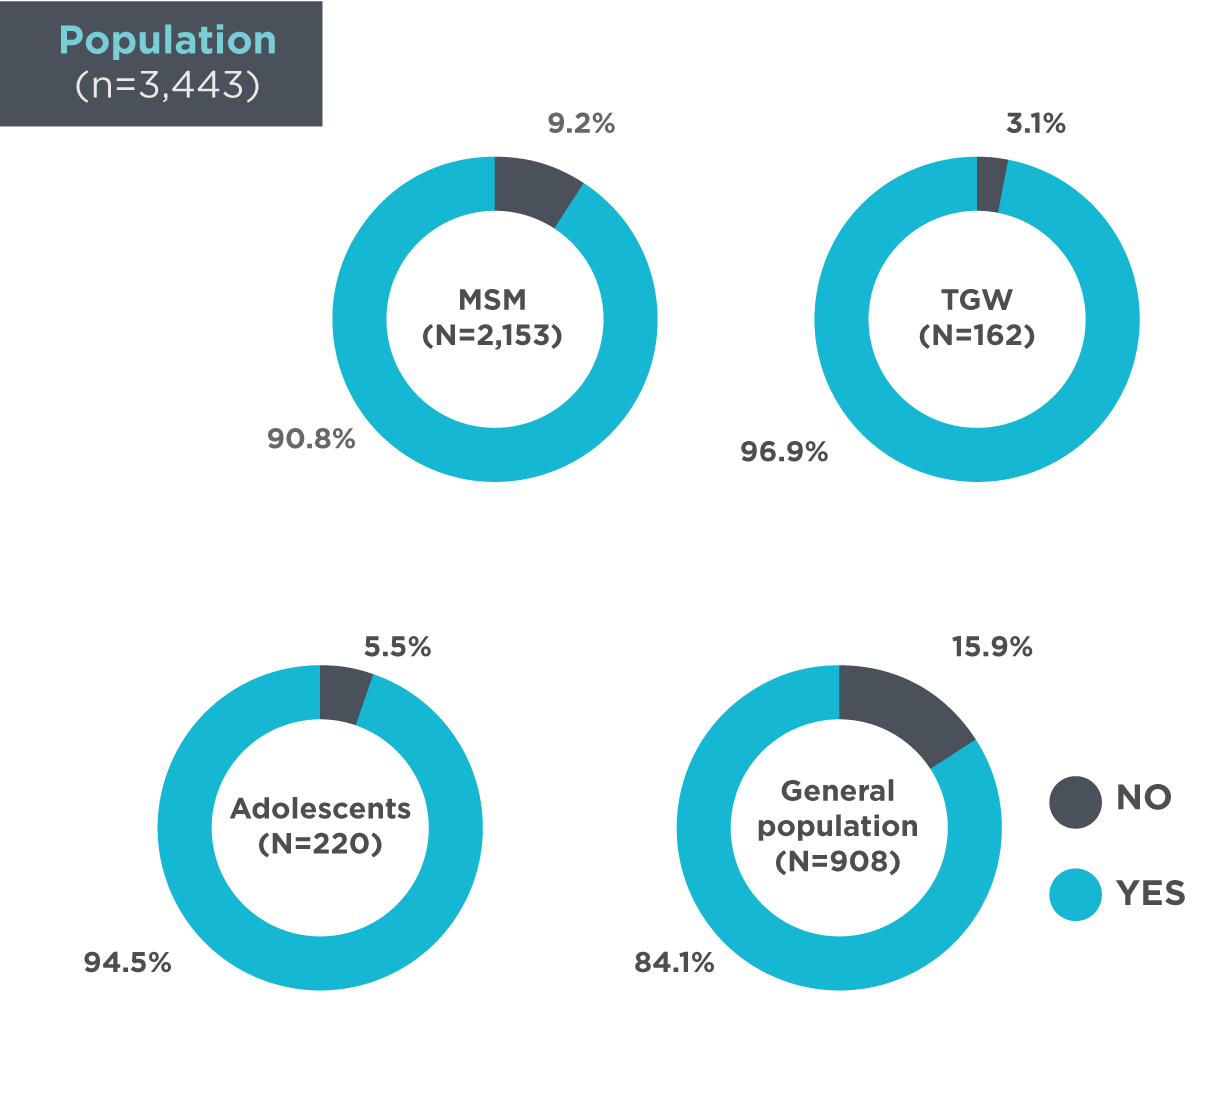 Population
(n=3,443)
9.2%
MSM
(N=2,153)
90.8%
3.1%
TGW
(N=162)
96.9%
5.5%
Adolescents
(N=220)
94.5%
15.9%
General
population
(N=908)
84.1%
NO
YES